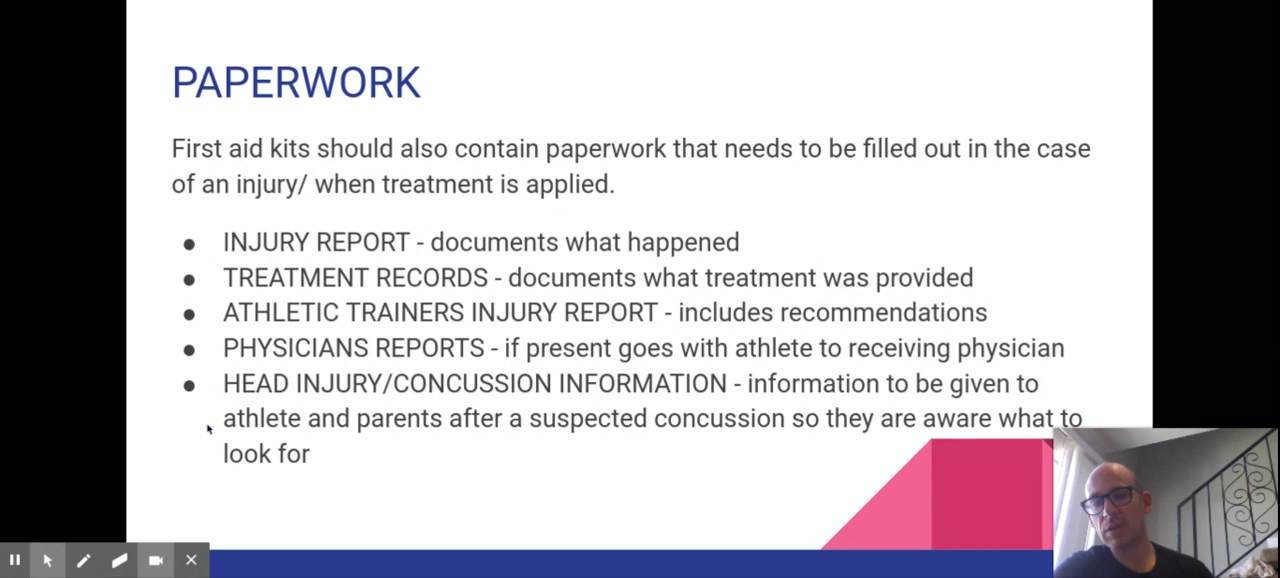 PAPERWORK
First aid kits should also contain paperwork that needs to be filled out in the case
of an injury/ when treatment is applied.
● INJURY REPORT - documents what happened
● TREATMENT RECORDS - documents what treatment was provided
● ATHLETIC TRAINERS INJURY REPORT - includes recommendations
● PHYSICIANS REPORTS - if present goes with athlete to receiving physician
● HEAD INJURY/CONCUSSION INFORMATION - information to be given to
athlete and parents after a suspected concussion so they are aware what to
look for